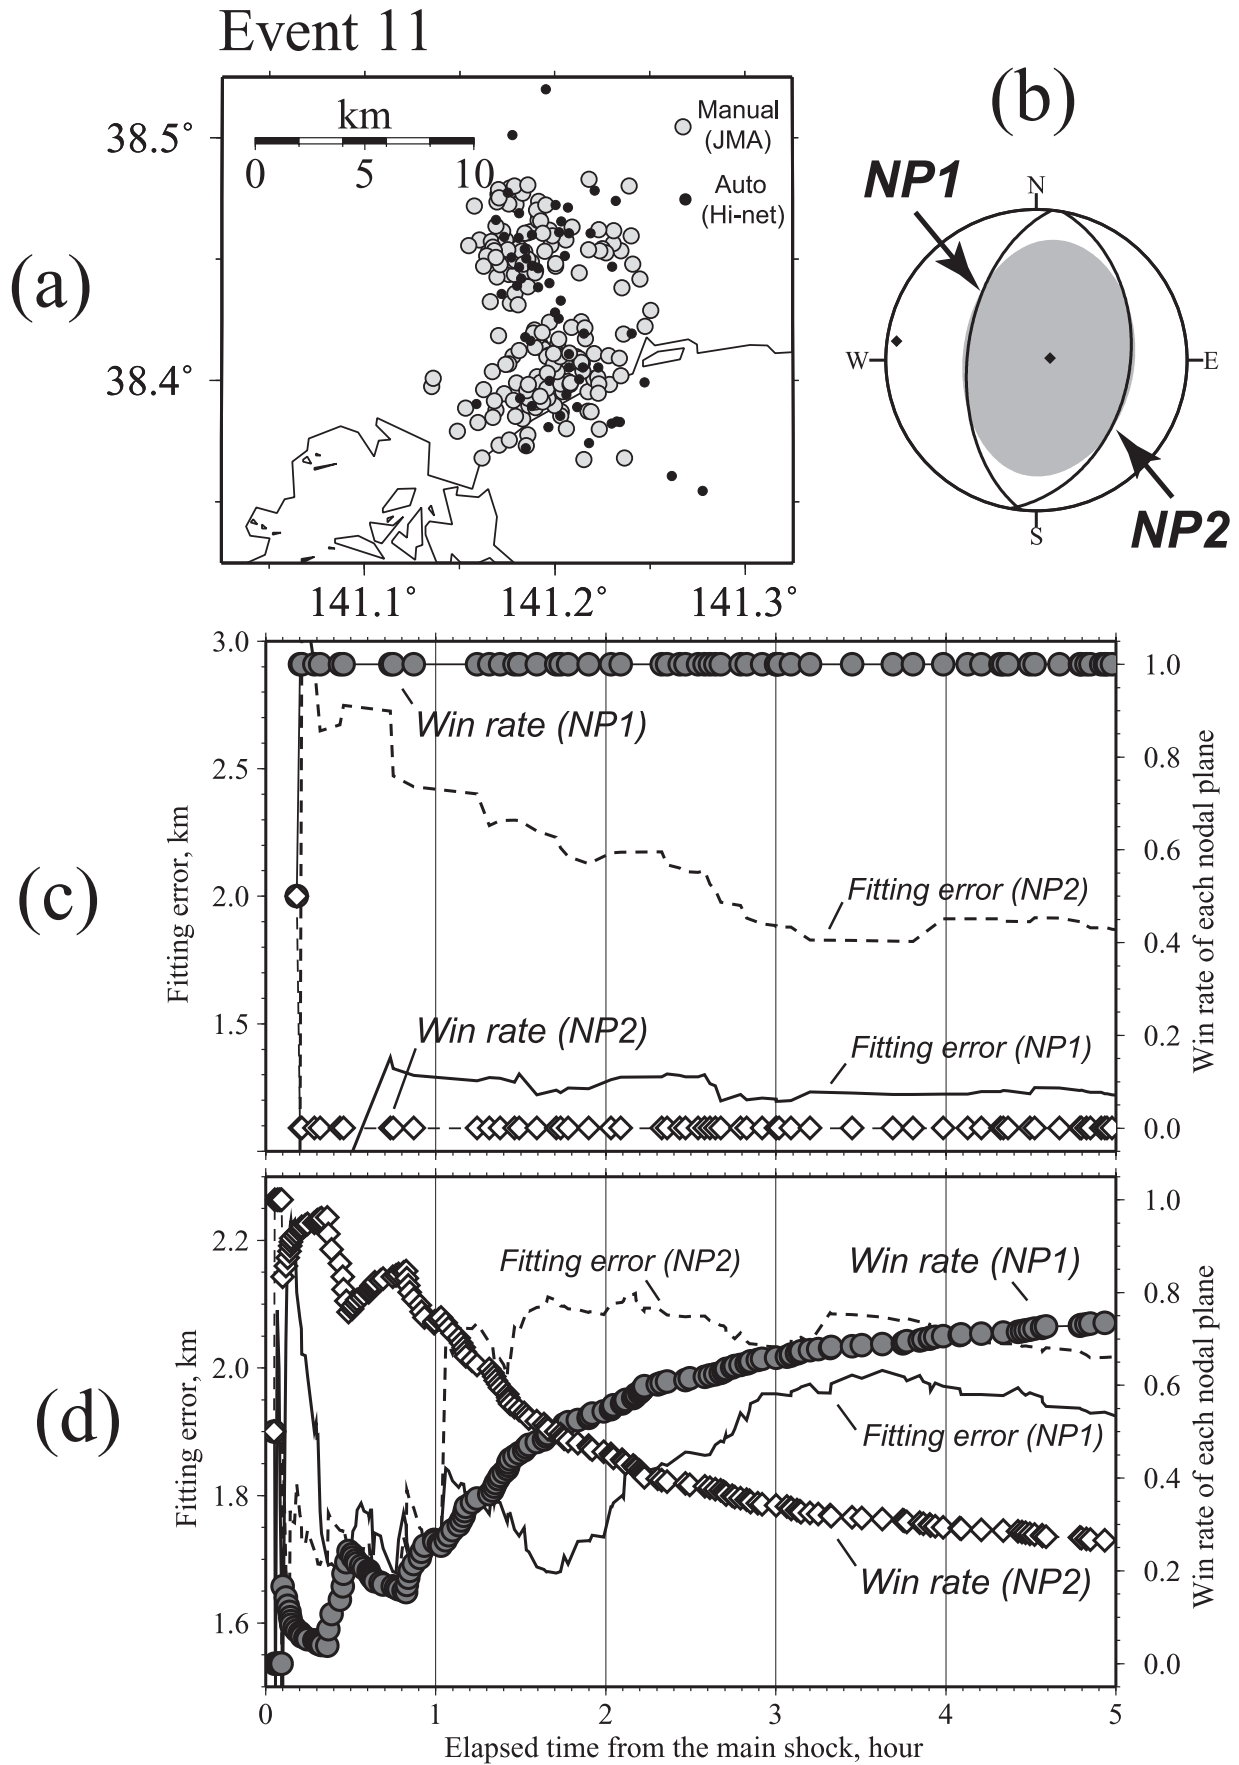 Event 11
(a)
38.5°
38.4°
km
0 5 10
Manual
(JMA)
Auto
(Hi-net)
141.1° 141.2° 141.3°
(b)
NP1
N
W
E
S
NP2
(c)
3.0
2.5
2.0
1.5
Fitting error, km
Win rate (NP1)
Fitting error (NP2)
Win rate (NP2)
Fitting error (NP1)
1.0
0.8
0.6
0.4
0.2
0.0
Win rate of each nodal plane
(d)
2.2
2.0
1.8
1.6
Fitting error, km
Fitting error (NP2)
Win rate (NP1)
Fitting error (NP1)
Win rate (NP2)
1.0
0.8
0.6
0.4
0.2
0.0
Win rate of each nodal plane
0 1 2 3 4 5
Elapsed time from the main shock, hour